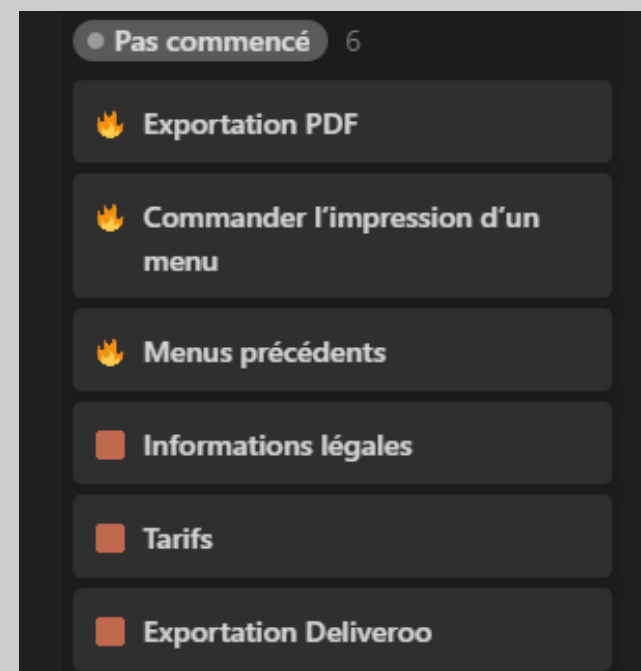 Pas commencé 6
Exportation PDF
Commander l’impression d’un
menu
Menus précédents
Informations légales
Tarifs
Exportation Deliveroo